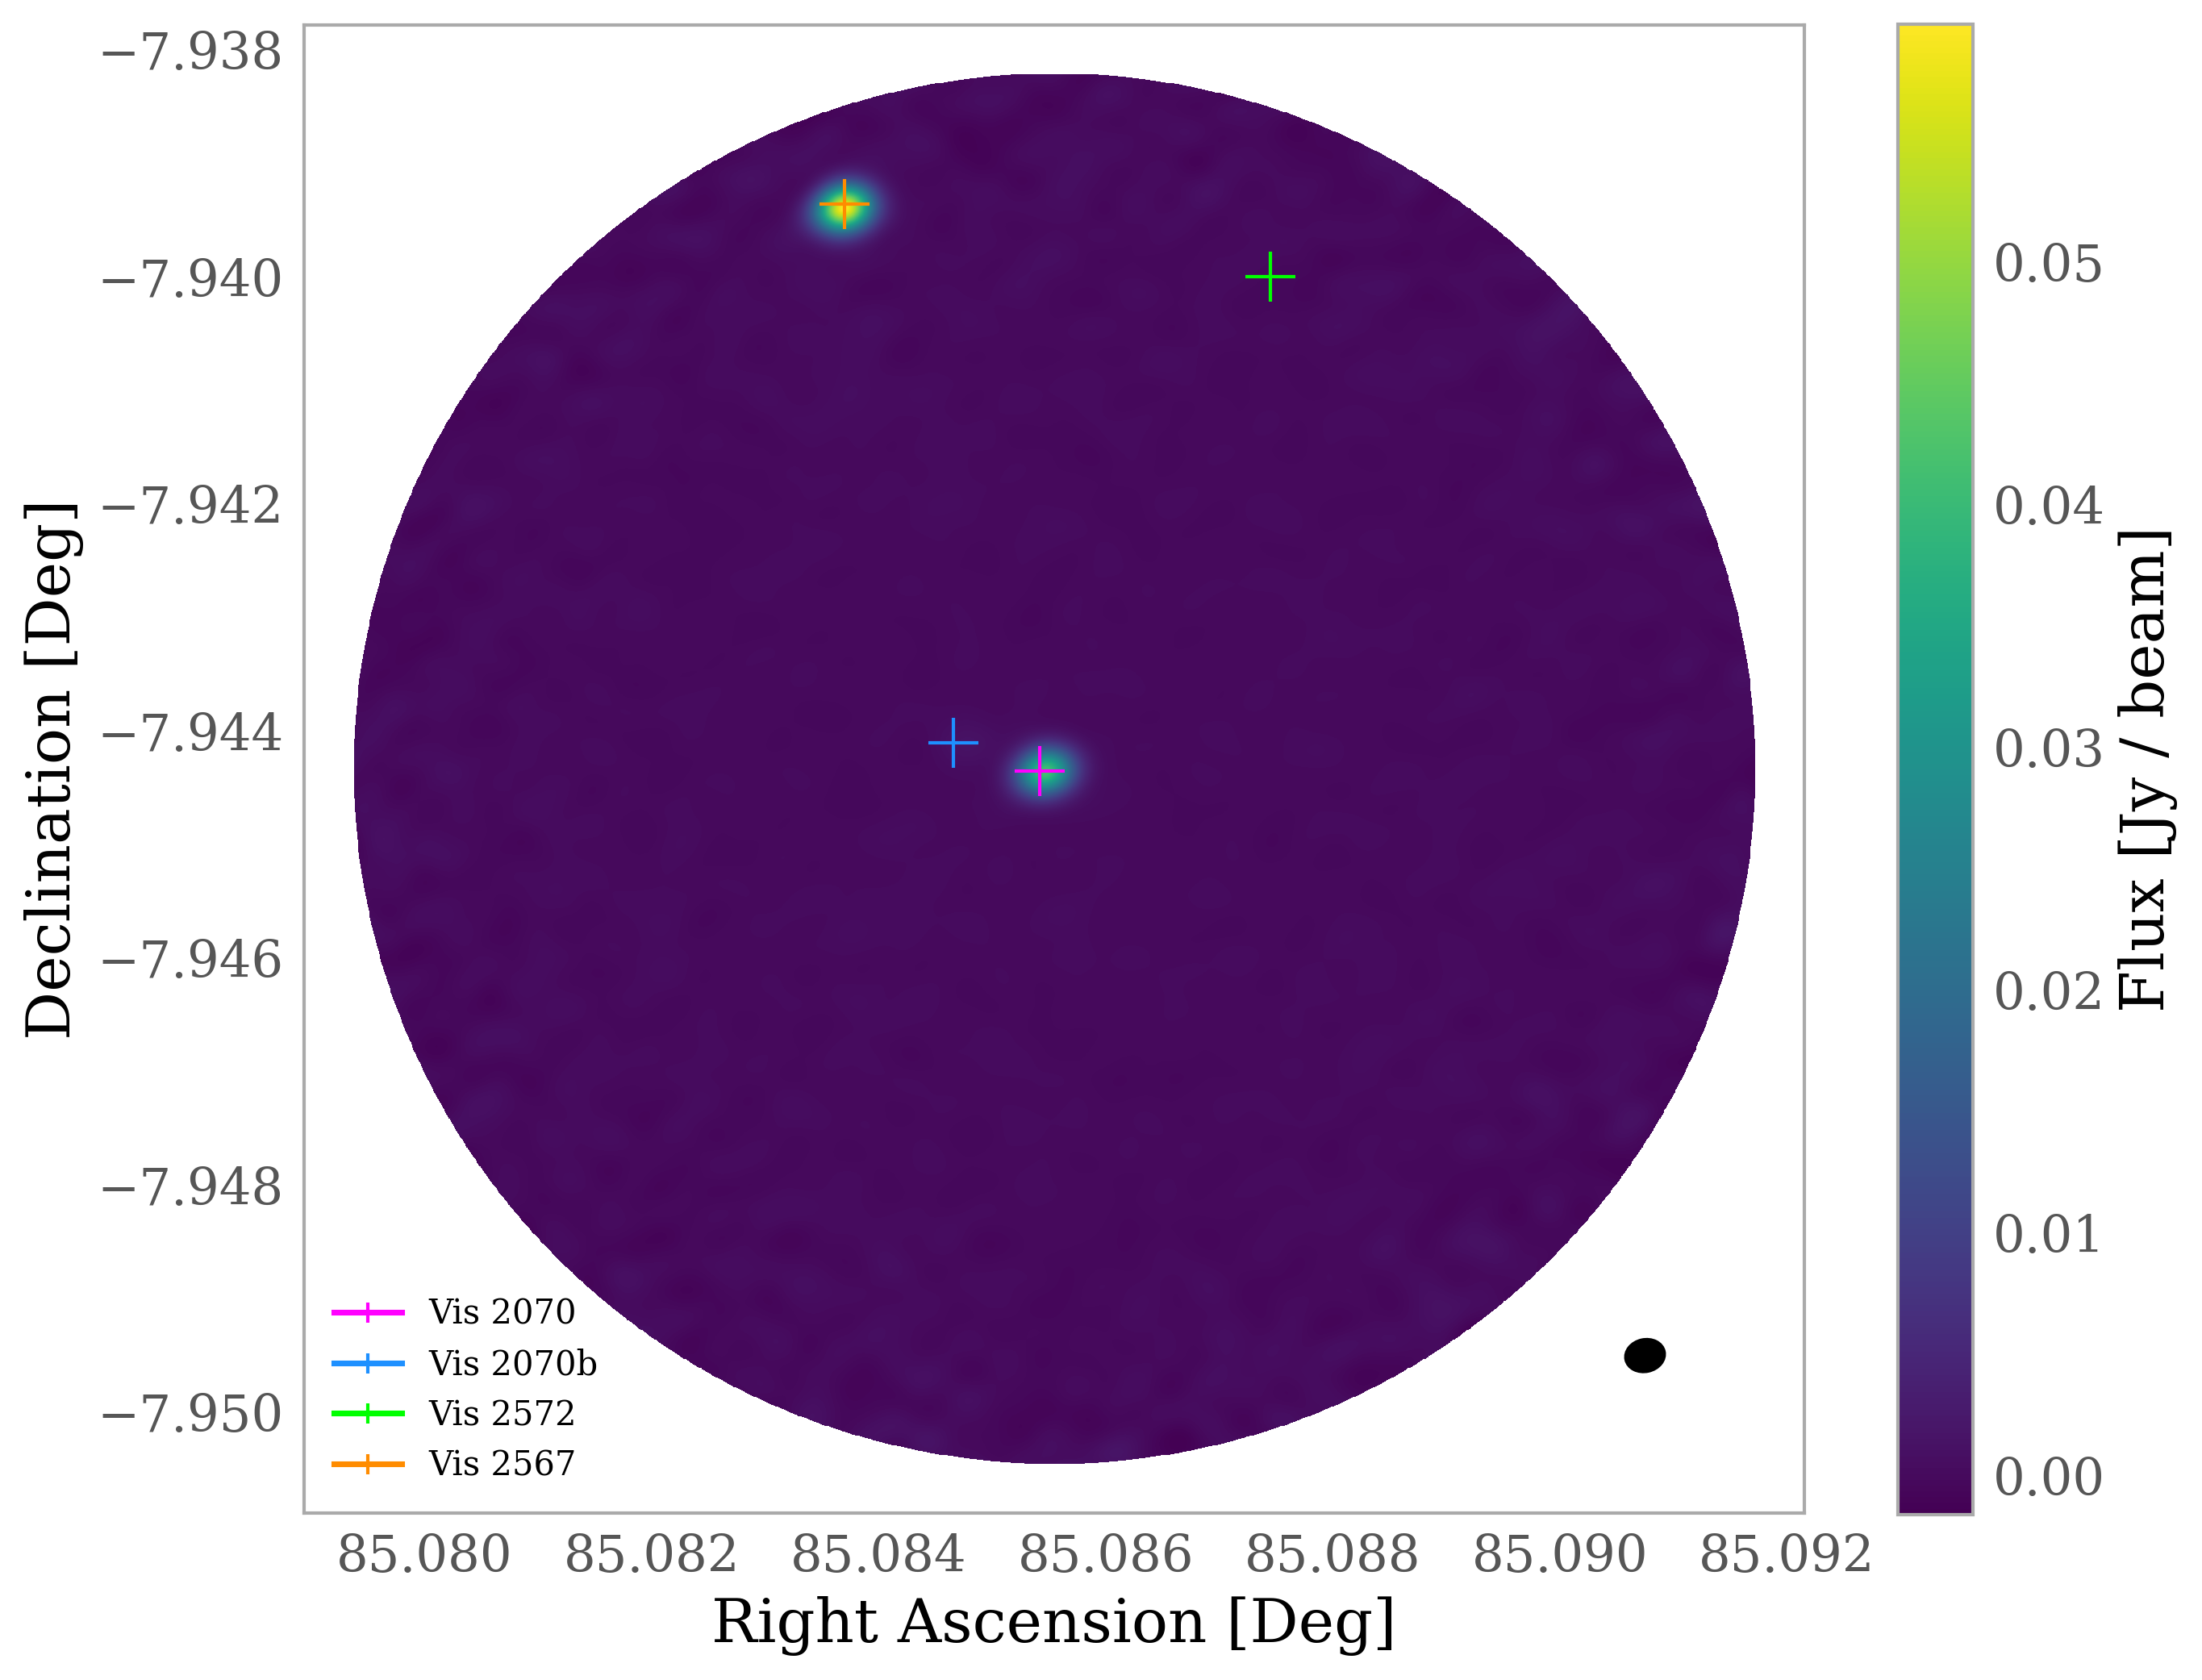 −7.938
−7.940
−7.942
−7.944
−7.946
−7.948
−7.950
Declination [Deg]
85.080 85.082 85.084 85.086 85.088 85.090 85.092
Right Ascension [Deg]
Vis 2070
Vis 2070b
Vis 2572
Vis 2567
0.05
0.04
0.03
0.02
0.01
0.00
Flux [Jy / beam]